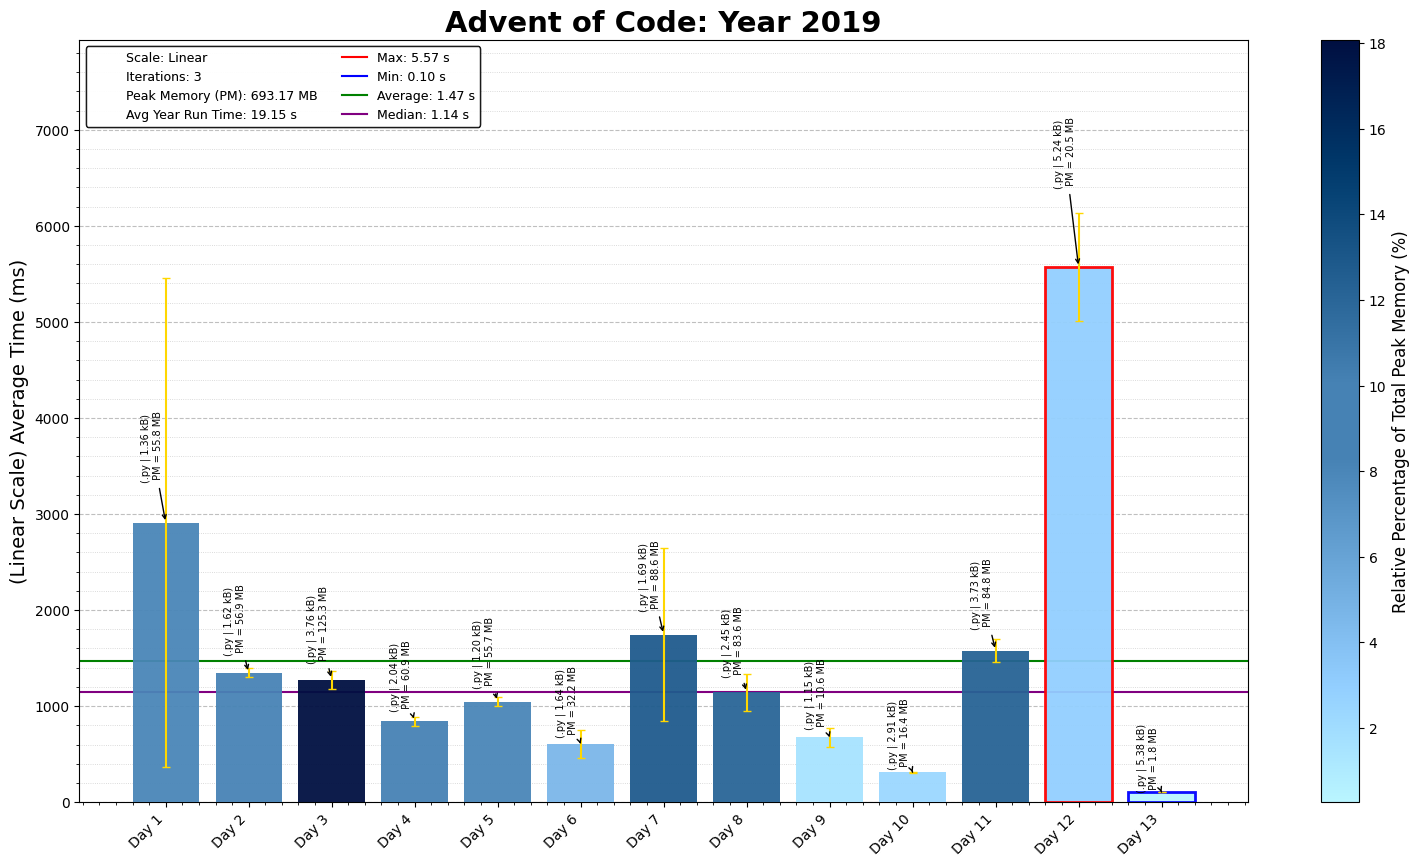 Advent of Code: Year 2019
Scale: Linear
Iterations: 3
Peak Memory (PM): 693.17 MB
Avg Year Run Time: 19.15 s
Max: 5.57 s
Min: 0.10 s
Average: 1.47 s
Median: 1.14 s
(Linear Scale) Average Time (ms)
7000
6000
5000
4000
3000
2000
1000
0
(.py | 1.36 kB)
PM = 55.8 MB
(.py | 1.62 kB)
PM = 56.9 MB
(.py | 3.76 kB)
PM = 125.3 MB
(.py | 2.04 kB)
PM = 60.9 MB
(.py | 1.20 kB)
PM = 55.7 MB
(.py | 1.64 kB)
PM = 32.2 MB
(.py | 1.69 kB)
PM = 88.6 MB
(.py | 2.45 kB)
PM = 83.6 MB
(.py | 1.15 kB)
PM = 10.6 MB
(.py | 2.91 kB)
PM = 16.4 MB
(.py | 3.73 kB)
PM = 84.8 MB
(.py | 5.24 kB)
PM = 20.5 MB
(.py | 5.38 kB)
PM = 1.8 MB
Day 1
Day 2
Day 3
Day 4
Day 5
Day 6
Day 7
Day 8
Day 9
Day 10
Day 11
Day 12
Day 13
18
16
14
12
10
8
6
4
2
Relative Percentage of Total Peak Memory (%)